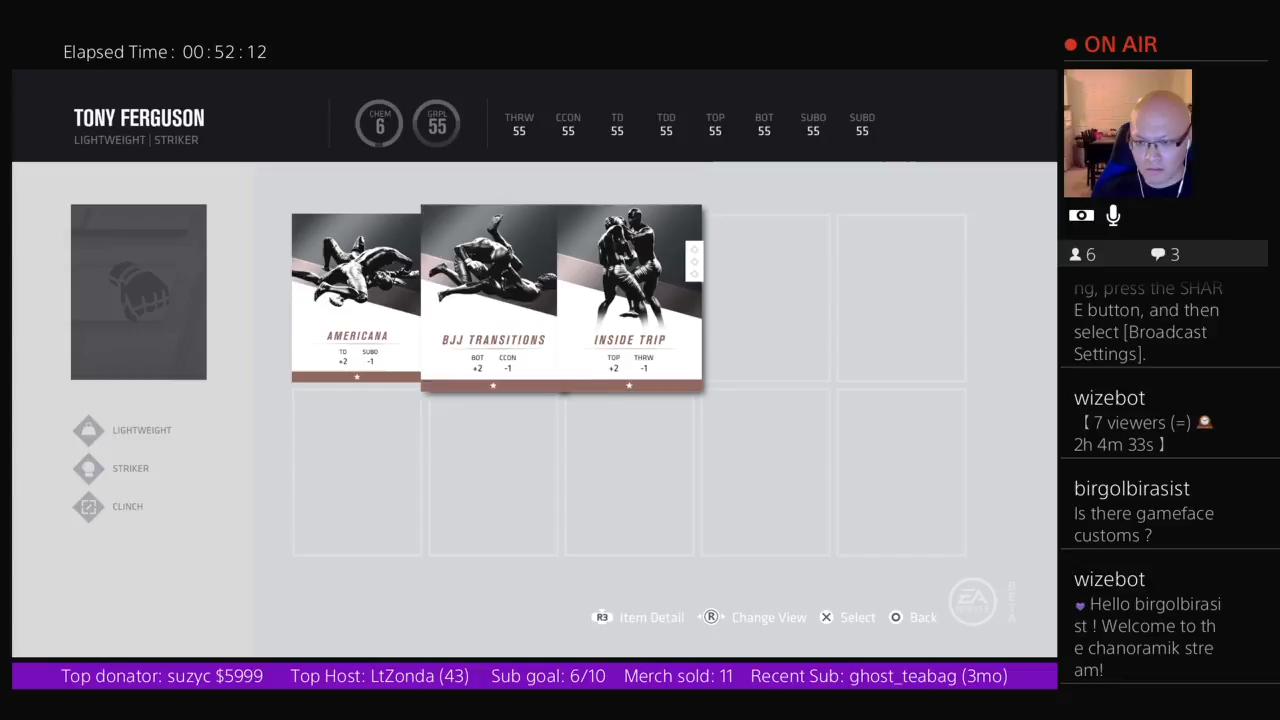 Elapsed Time: 00:52:12
ON AIR
TONY FERGUSON
LIGHTWEIGHT | STRIKER
CHEM
6
GRPL
55
THRW CCON TD TDD TOP BOT SUBO SUBD
55 55 55 55 55 55 55 55
AMERICANA
TD SUBO
+2 -1
BJJ TRANSITIONS
BOT CCON
+2 -1
INSIDE TRIP
TOP THRW
+2 -1
LIGHTWEIGHT
STRIKER
CLINCH
EA
BETA
R3 Item Detail R Change View Select Back
6 3
ng, press the SHAR
E button, and then
select [Broadcast
Settings].
wizebot
【 7 viewers (=) 🕰
2h 4m 33s 】
birgolbirasist
Is there gameface
customs ?
wizebot
💜 Hello birgolbirasi
st ! Welcome to th
e chanoramik stre
am!
Top donator: suzyc $5999 Top Host: LtZonda (43) Sub goal: 6/10 Merch sold: 11 Recent Sub: ghost_teabag (3mo)